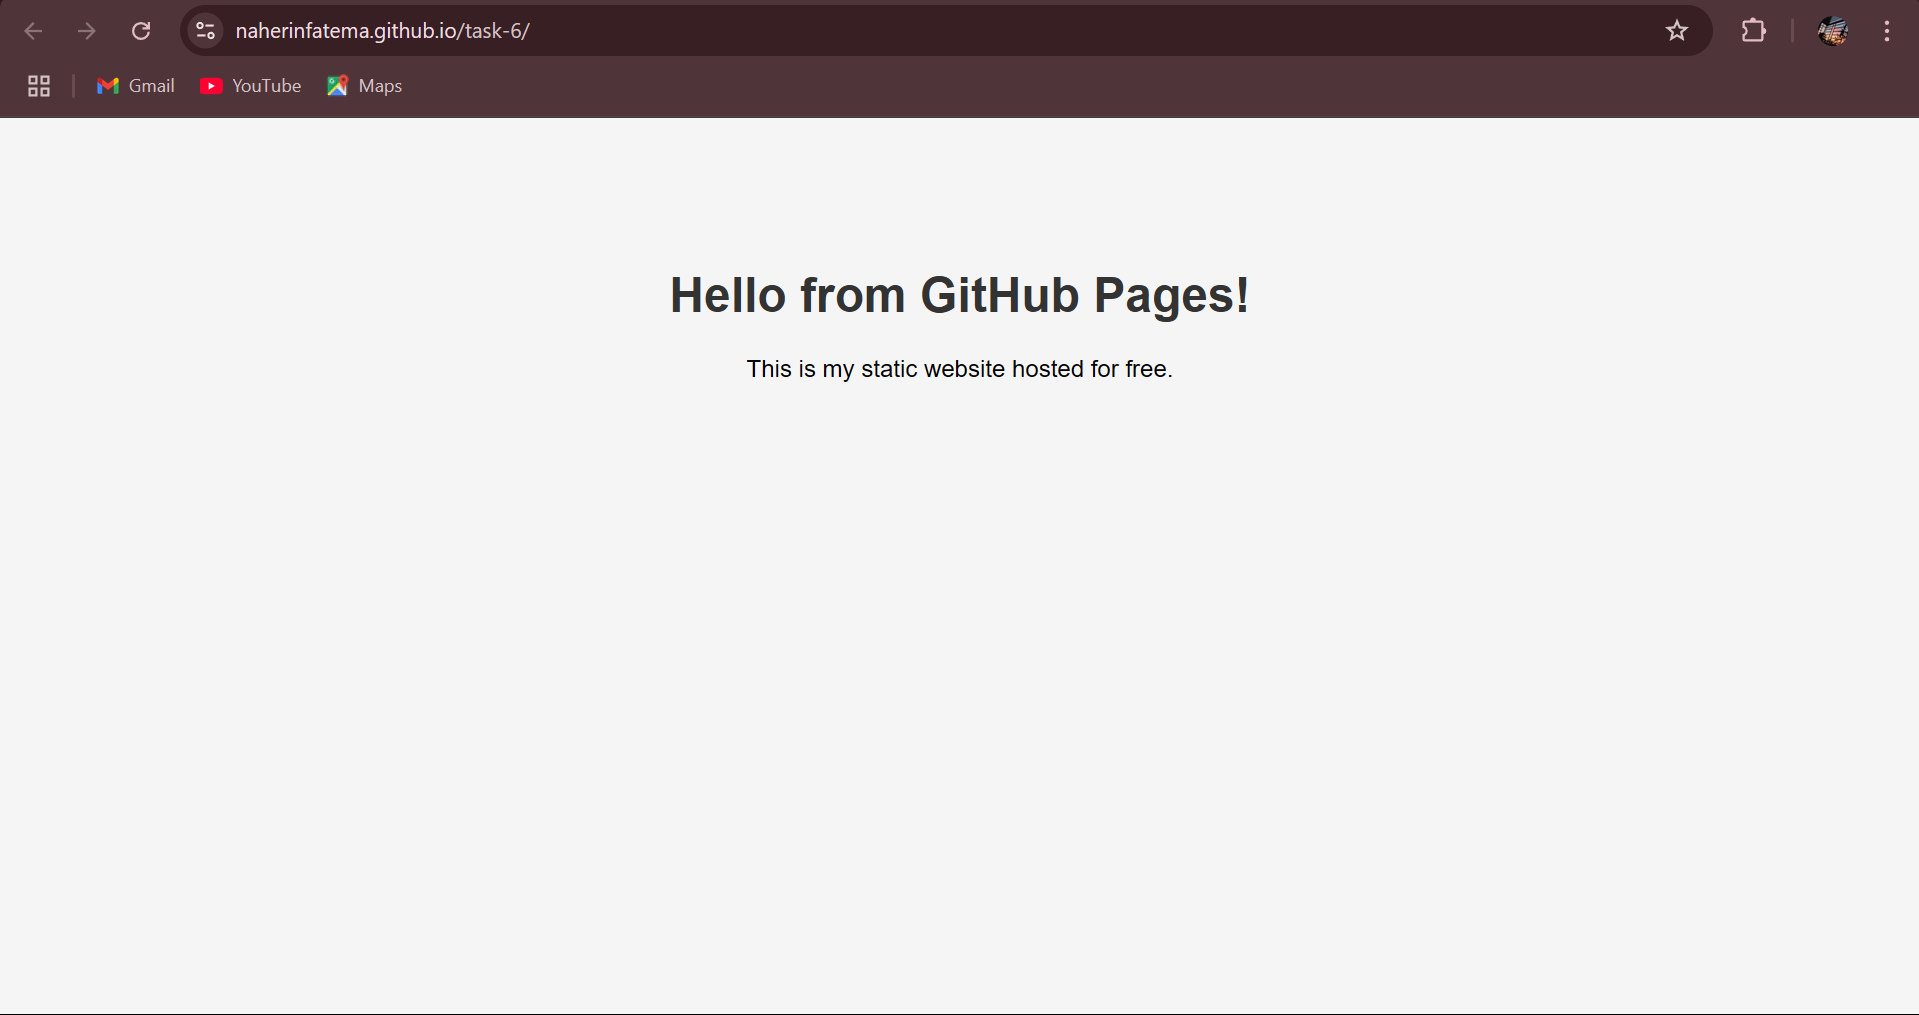 naherinfatema.github.io/task-6/
Gmail YouTube Maps
Hello from GitHub Pages!
This is my static website hosted for free.